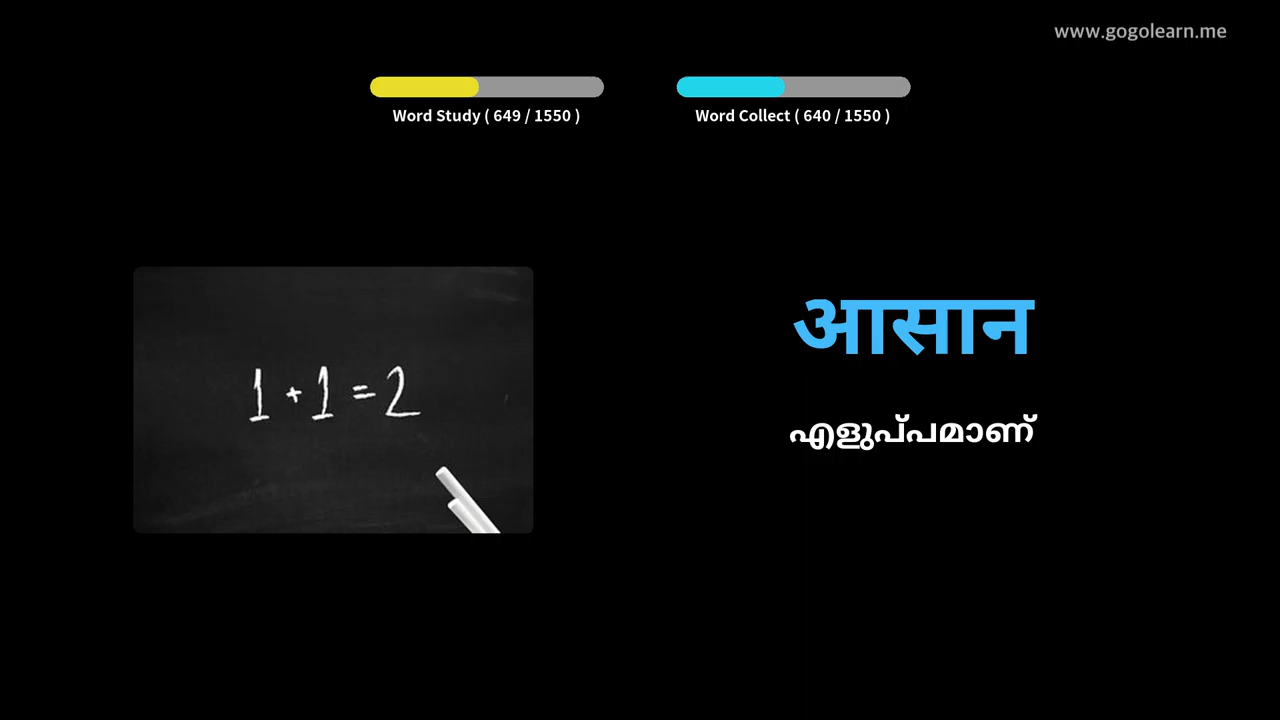 www.gogolearn.me
Word Study ( 649 / 1550 )
Word Collect ( 640 / 1550 )
1 + 1 = 2
आसान
എളുപ്പമാണ്